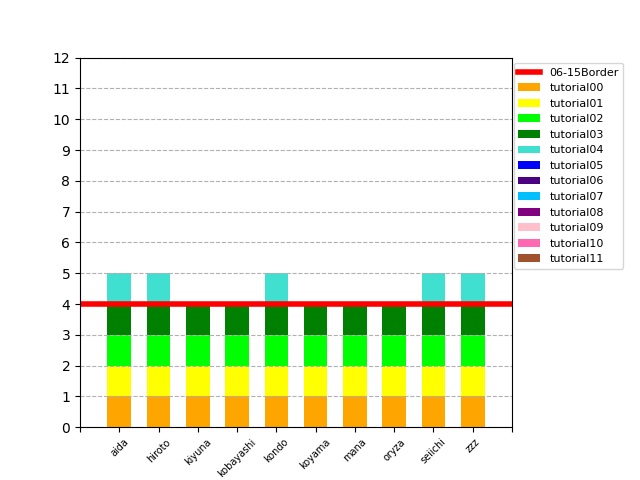 12
11
10
9
8
7
6
5
4
3
2
1
0
aida
hiroto
kiyuna
kobayashi
kondo
koyama
mana
oryza
seiichi
zzz
06-15Border
tutorial00
tutorial01
tutorial02
tutorial03
tutorial04
tutorial05
tutorial06
tutorial07
tutorial08
tutorial09
tutorial10
tutorial11